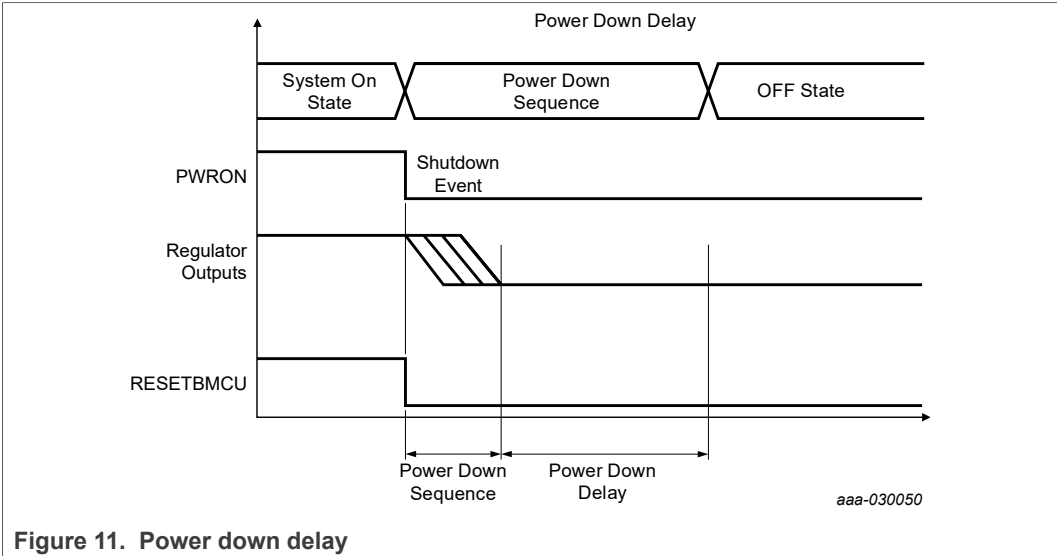 Power Down Delay
System On
State
Power Down
Sequence
OFF State
PWRON
Shutdown
Event
Regulator
Outputs
RESETBMCU
Power Down
Sequence
Power Down
Delay
aaa-030050
Figure 11. Power down delay